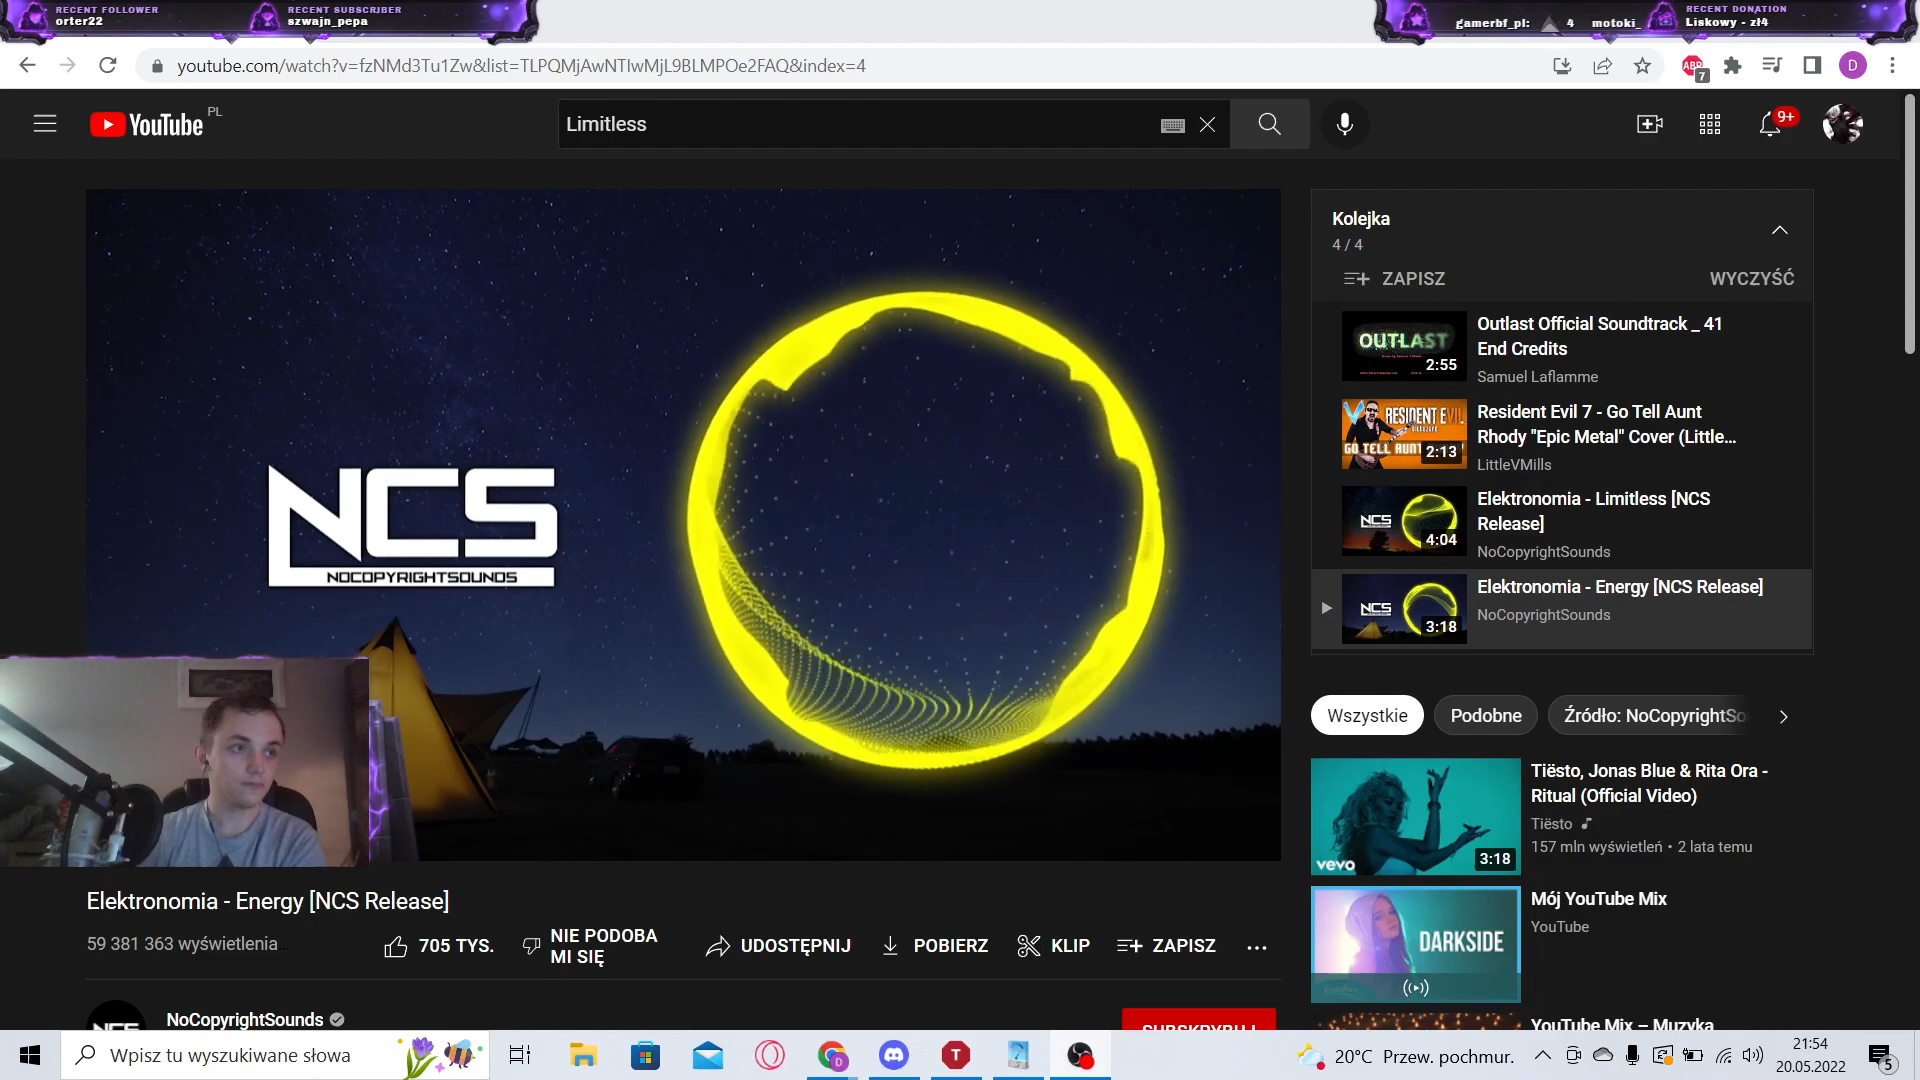 RECENT FOLLOWER
orter22
RECENT SUBSCRIBER
szwajn_pepa
gamerbf_pl:
4
motoki_
RECENT DONATION
Liskowy - zł4
youtube.com/watch?v=fzNMd3Tu1Zw&list=TLPQMjAwNTIwMjL9BLMPOe2FAQ&index=4
ABP
7
D
YouTube PL
Limitless
9+
Kolejka
4 / 4
ZAPISZ
WYCZYŚĆ
OUTLAST
2:55
Outlast Official Soundtrack _ 41
End Credits
Samuel Laflamme
RESIDENT EVIL
GO TELL AUNT
2:13
Resident Evil 7 - Go Tell Aunt
Rhody "Epic Metal" Cover (Little...
LittleVMills
NCS
4:04
Elektronomia - Limitless [NCS
Release]
NoCopyrightSounds
NCS
3:18
Elektronomia - Energy [NCS Release]
NoCopyrightSounds
NCS
NOCOPYRIGHTSOUNDS
Wszystkie
Podobne
Źródło: NoCopyrightSo
vevo
3:18
Tiësto, Jonas Blue & Rita Ora -
Ritual (Official Video)
Tiësto
157 mln wyświetleń • 2 lata temu
DARKSIDE
Mój YouTube Mix
YouTube
YouTube Mix – Muzyka
Elektronomia - Energy [NCS Release]
59 381 363 wyświetlenia
705 TYS.
NIE PODOBA
MI SIĘ
UDOSTĘPNIJ
POBIERZ
KLIP
ZAPISZ
...
NCS
NoCopyrightSounds
SUBSKRYBUJ
Wpisz tu wyszukiwane słowa
D
T
20°C Przew. pochmur.
21:54
20.05.2022
5